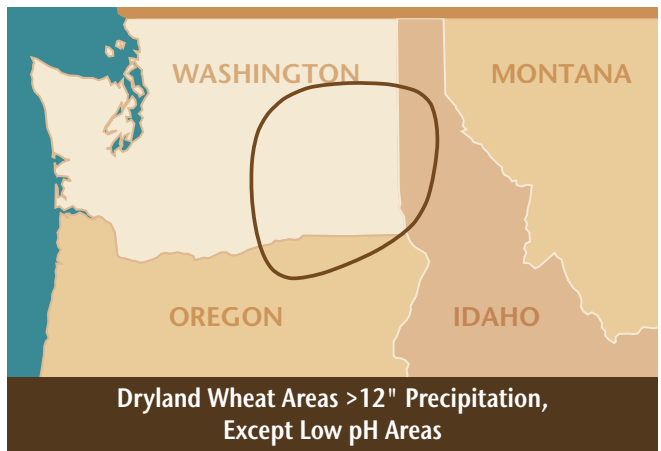 WASHINGTON
MONTANA
OREGON
IDAHO
Dryland Wheat Areas >12" Precipitation,
Except Low pH Areas